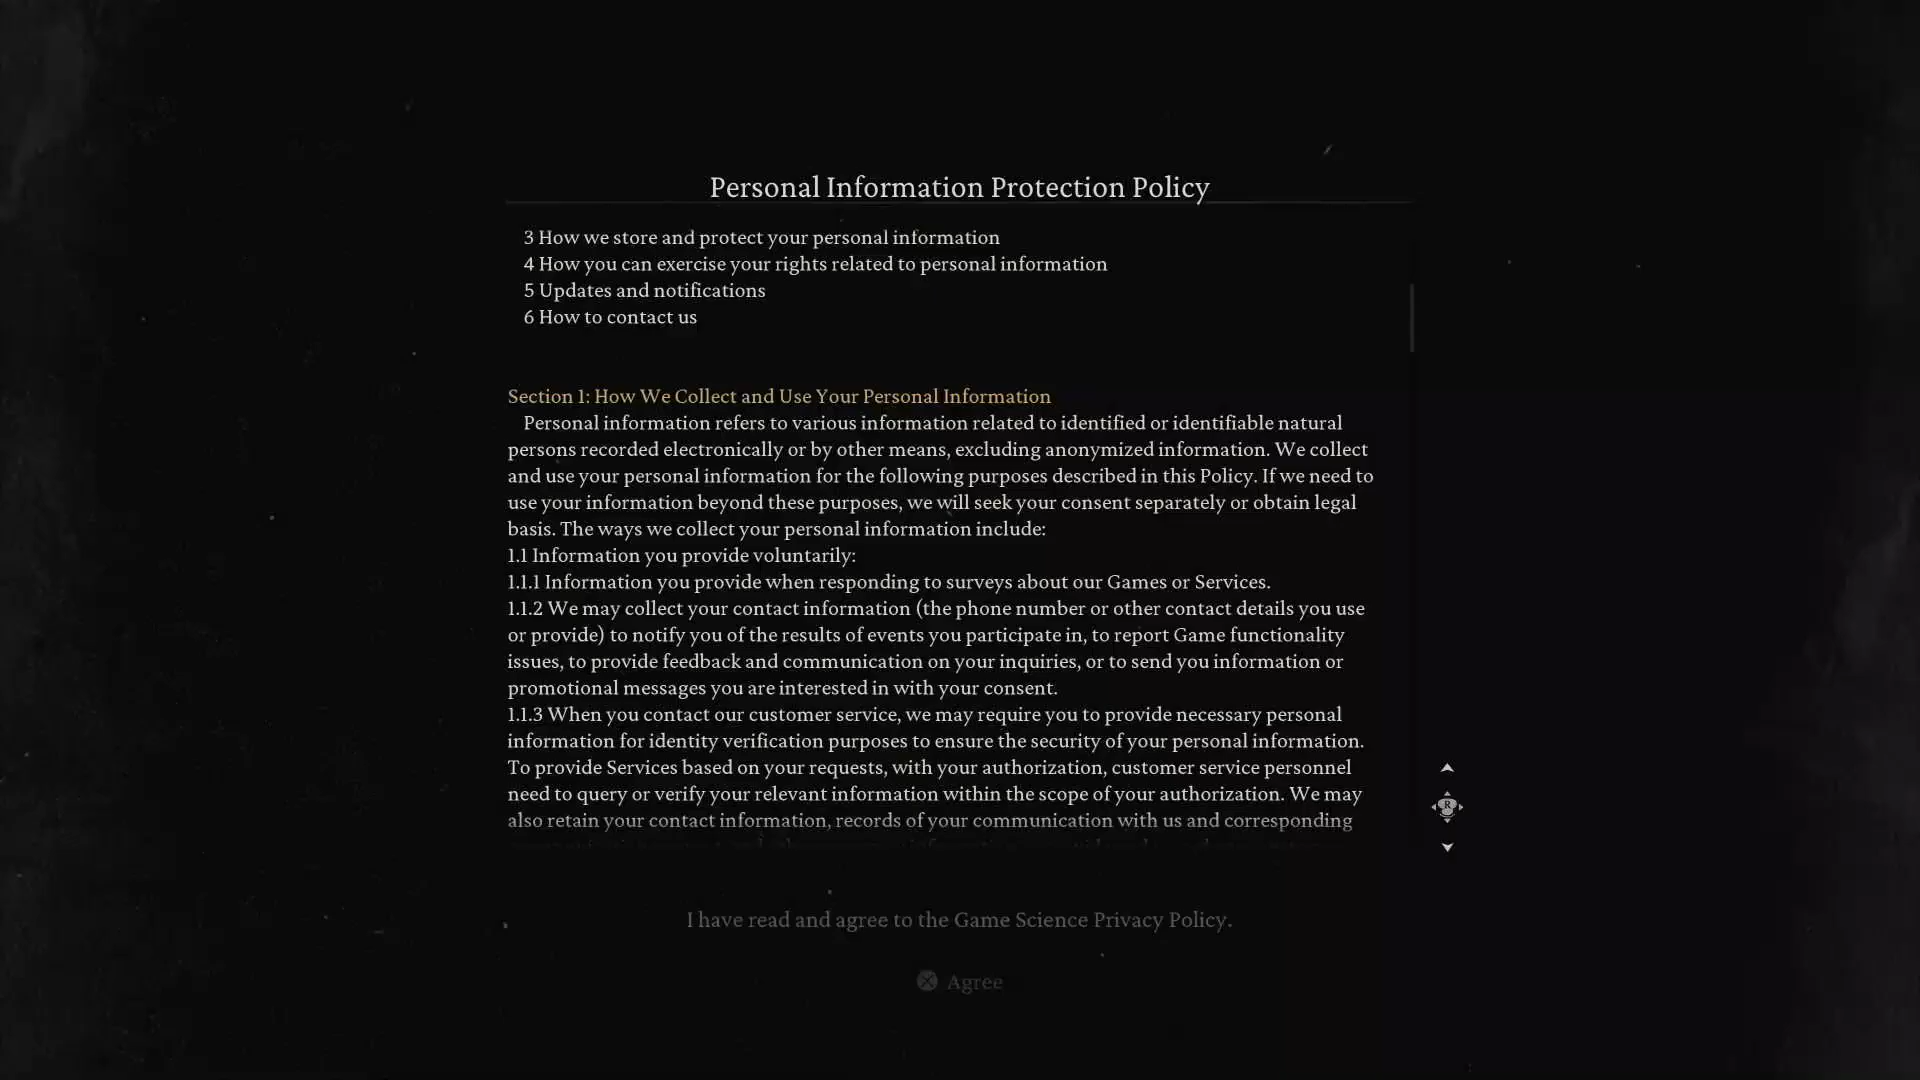 Personal Information Protection Policy
3 How we store and protect your personal information
4 How you can exercise your rights related to personal information
5 Updates and notifications
6 How to contact us
Section 1: How We Collect and Use Your Personal Information
Personal information refers to various information related to identified or identifiable natural
persons recorded electronically or by other means, excluding anonymized information. We collect
and use your personal information for the following purposes described in this Policy. If we need to
use your information beyond these purposes, we will seek your consent separately or obtain legal
basis. The ways we collect your personal information include:
1.1 Information you provide voluntarily:
1.1.1 Information you provide when responding to surveys about our Games or Services.
1.1.2 We may collect your contact information (the phone number or other contact details you use
or provide) to notify you of the results of events you participate in, to report Game functionality
issues, to provide feedback and communication on your inquiries, or to send you information or
promotional messages you are interested in with your consent.
1.1.3 When you contact our customer service, we may require you to provide necessary personal
information for identity verification purposes to ensure the security of your personal information.
To provide Services based on your requests, with your authorization, customer service personnel
need to query or verify your relevant information within the scope of your authorization. We may
also retain your contact information, records of your communication with us and corresponding
R
I have read and agree to the Game Science Privacy Policy.
Agree